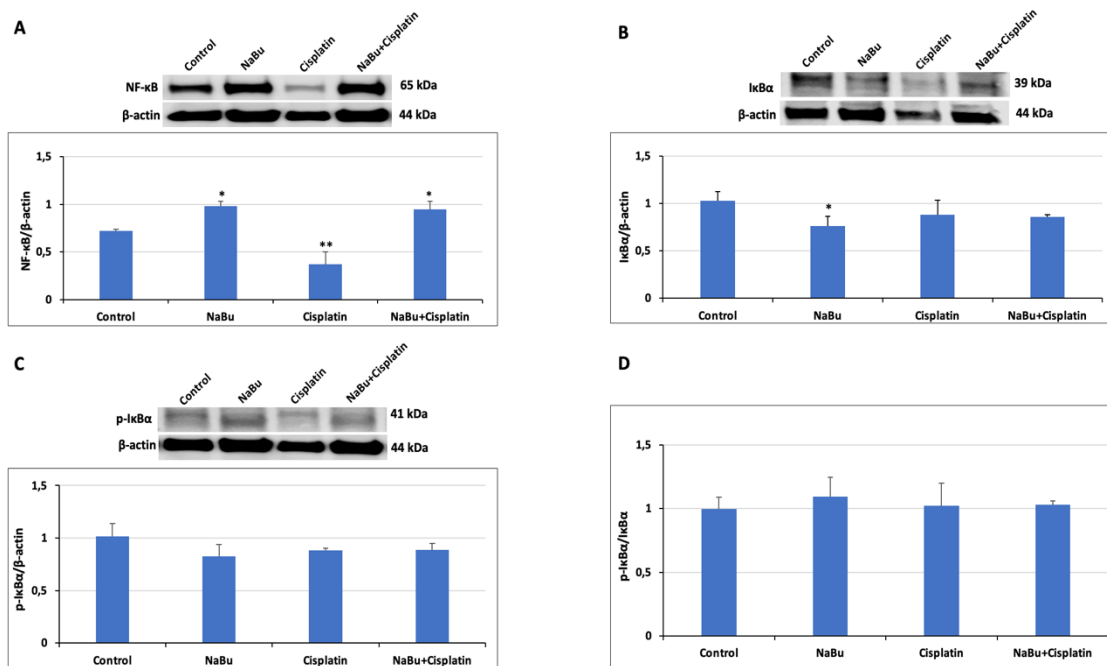 A
Control NaBu Cisplatin NaBu+Cisplatin
NF-κB 65 kDa
β-actin 44 kDa
NF-κB/β-actin
1,5
1
0,5
0
* ** *
Control NaBu Cisplatin NaBu+Cisplatin
B
Control NaBu Cisplatin NaBu+Cisplatin
IκBα 39 kDa
β-actin 44 kDa
IκBα/β-actin
1,5
1
0,5
0
*
Control NaBu Cisplatin NaBu+Cisplatin
C
Control NaBu Cisplatin NaBu+Cisplatin
p-IκBα 41 kDa
β-actin 44 kDa
p-IκBα/β-actin
1,5
1
0,5
0
Control NaBu Cisplatin NaBu+Cisplatin
D
p-IκBα/IκBα
1,5
1
0,5
0
Control NaBu Cisplatin NaBu+Cisplatin